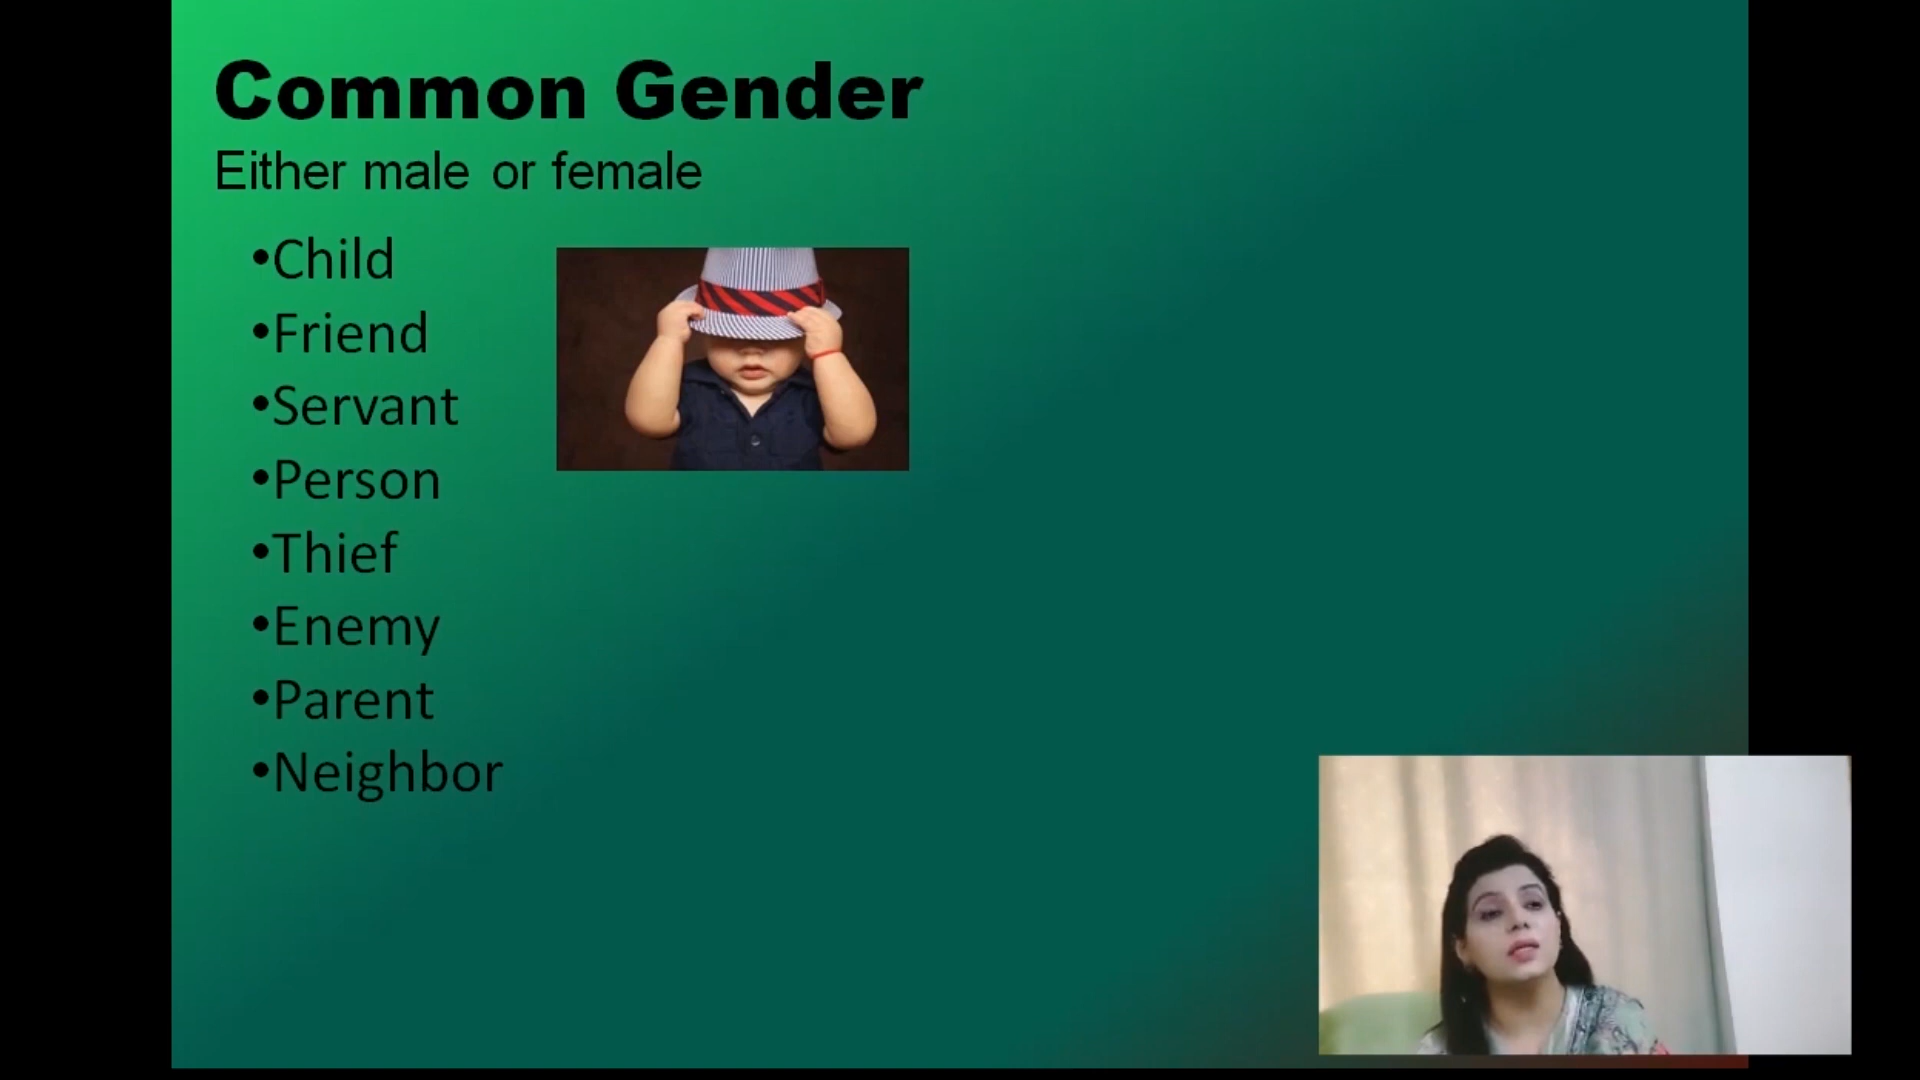 Common Gender
Either male or female
•Child
•Friend
•Servant
•Person
•Thief
•Enemy
•Parent
•Neighbor